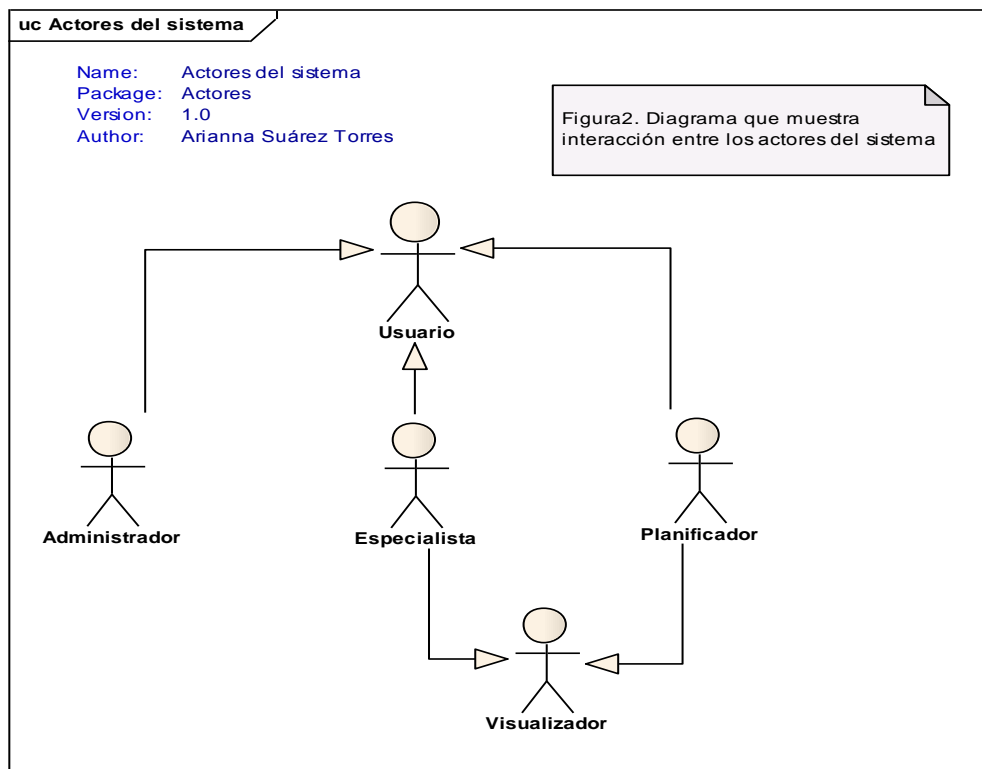 uc Actores del sistema
Name: Actores del sistema
Package: Actores
Version: 1.0
Author: Arianna Suárez Torres
Figura2. Diagrama que muestra
interacción entre los actores del sistema
Usuario
Administrador
Especialista
Planificador
Visualizador